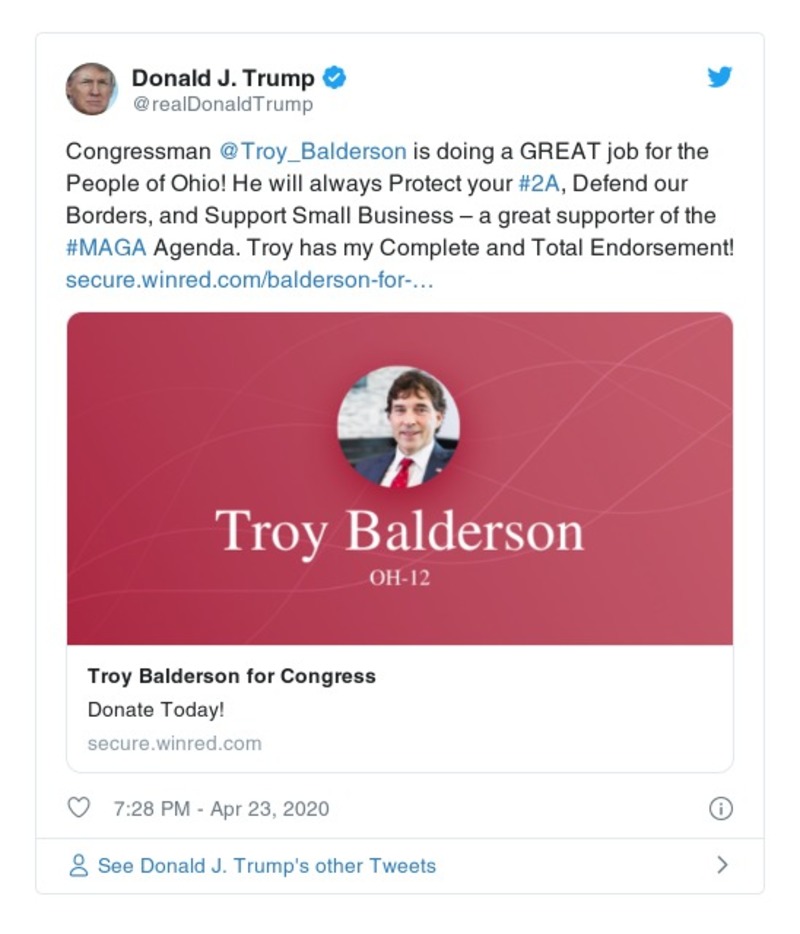 Donald J. Trump
@realDonaldTrump
Congressman @Troy_Balderson is doing a GREAT job for the
People of Ohio! He will always Protect your #2A, Defend our
Borders, and Support Small Business – a great supporter of the
#MAGA Agenda. Troy has my Complete and Total Endorsement!
secure.winred.com/balderson-for-…
Troy Balderson
OH-12
Troy Balderson for Congress
Donate Today!
secure.winred.com
7:28 PM - Apr 23, 2020
See Donald J. Trump's other Tweets